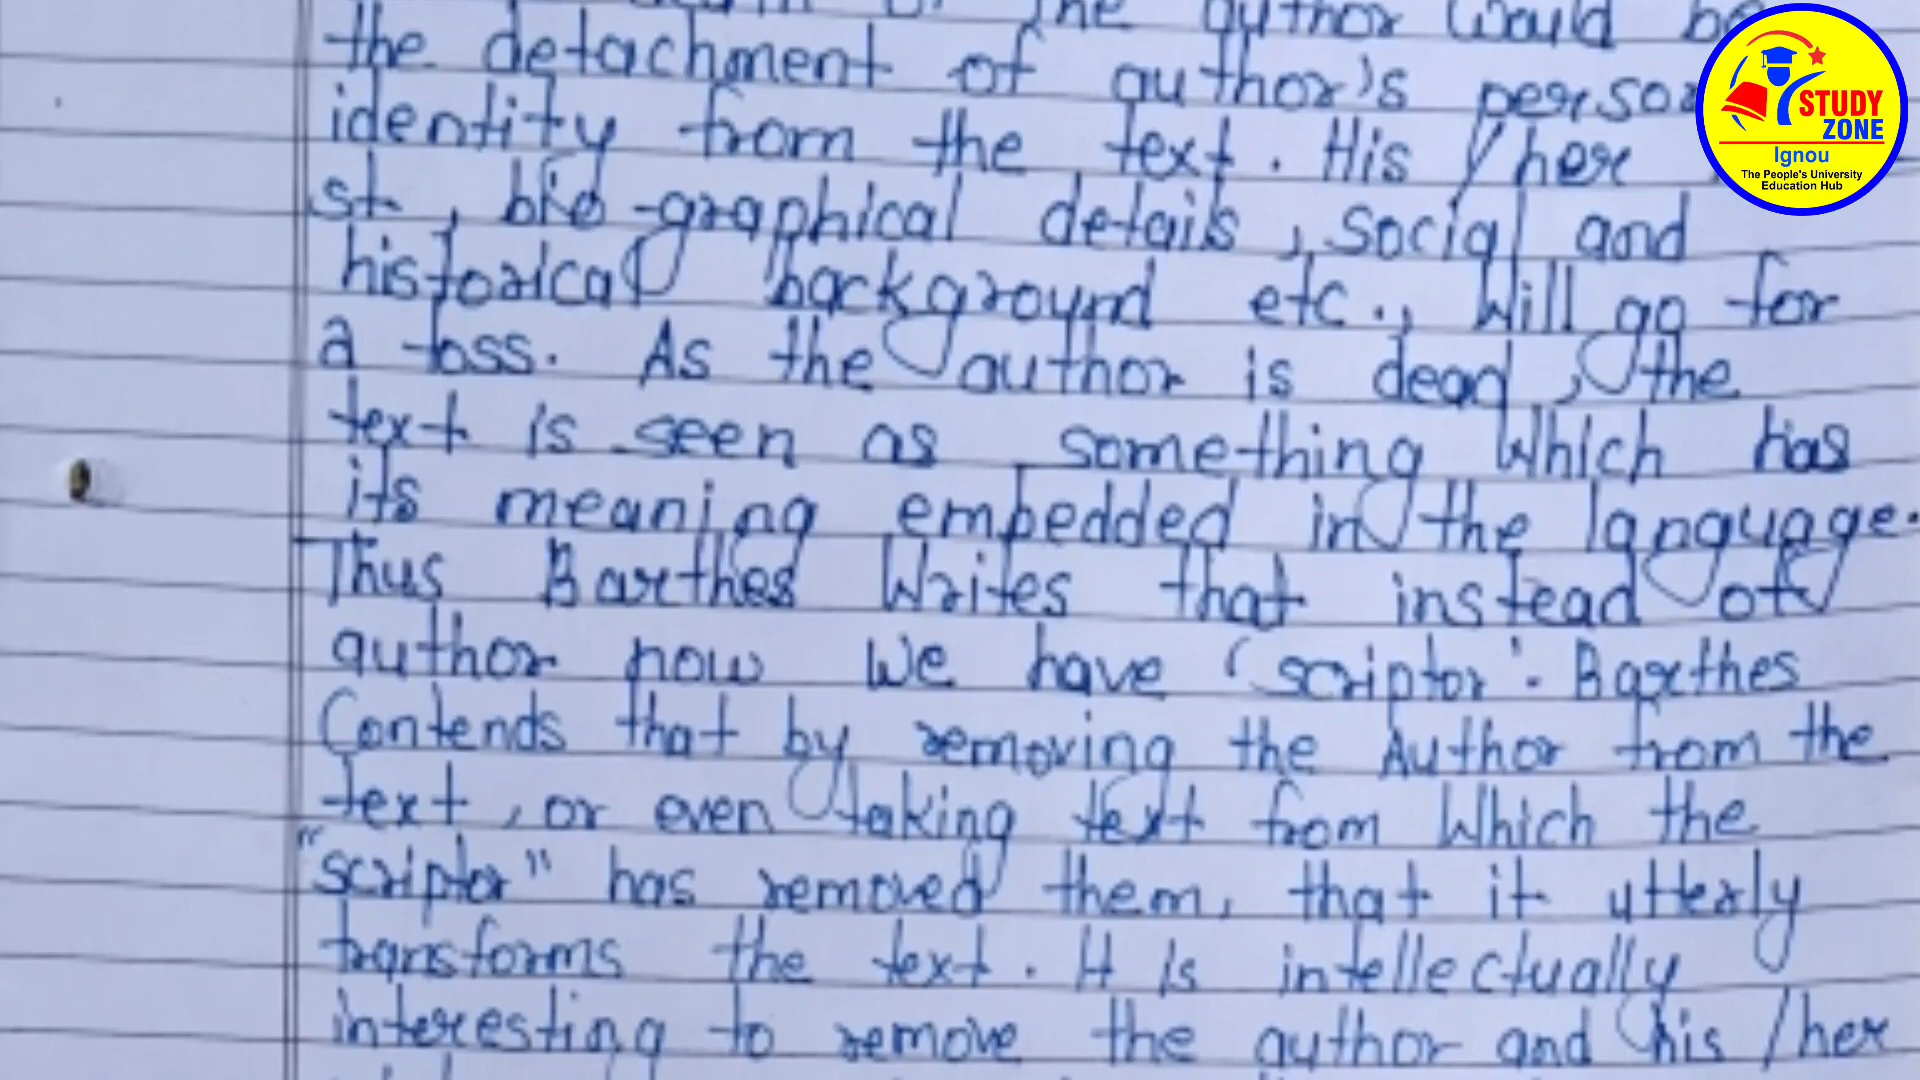 the author would be
the detachment of author's
identity from the text. His / her
st, bio-graphical details, social and
historical background etc., will go for
a toss. As the author is dead, the
text is seen as something which has
its meaning embedded in the language.
Thus Barthes writes that instead of
author now we have 'scriptor'. Barthes
Contends that by removing the Author from the
text, or even taking text from which the
"scriptor" has removed them, that it utterly
transforms the text. It is intellectually
interesting to remove the author and his / her
STUDY
ZONE
Ignou
The People's University
Education Hub